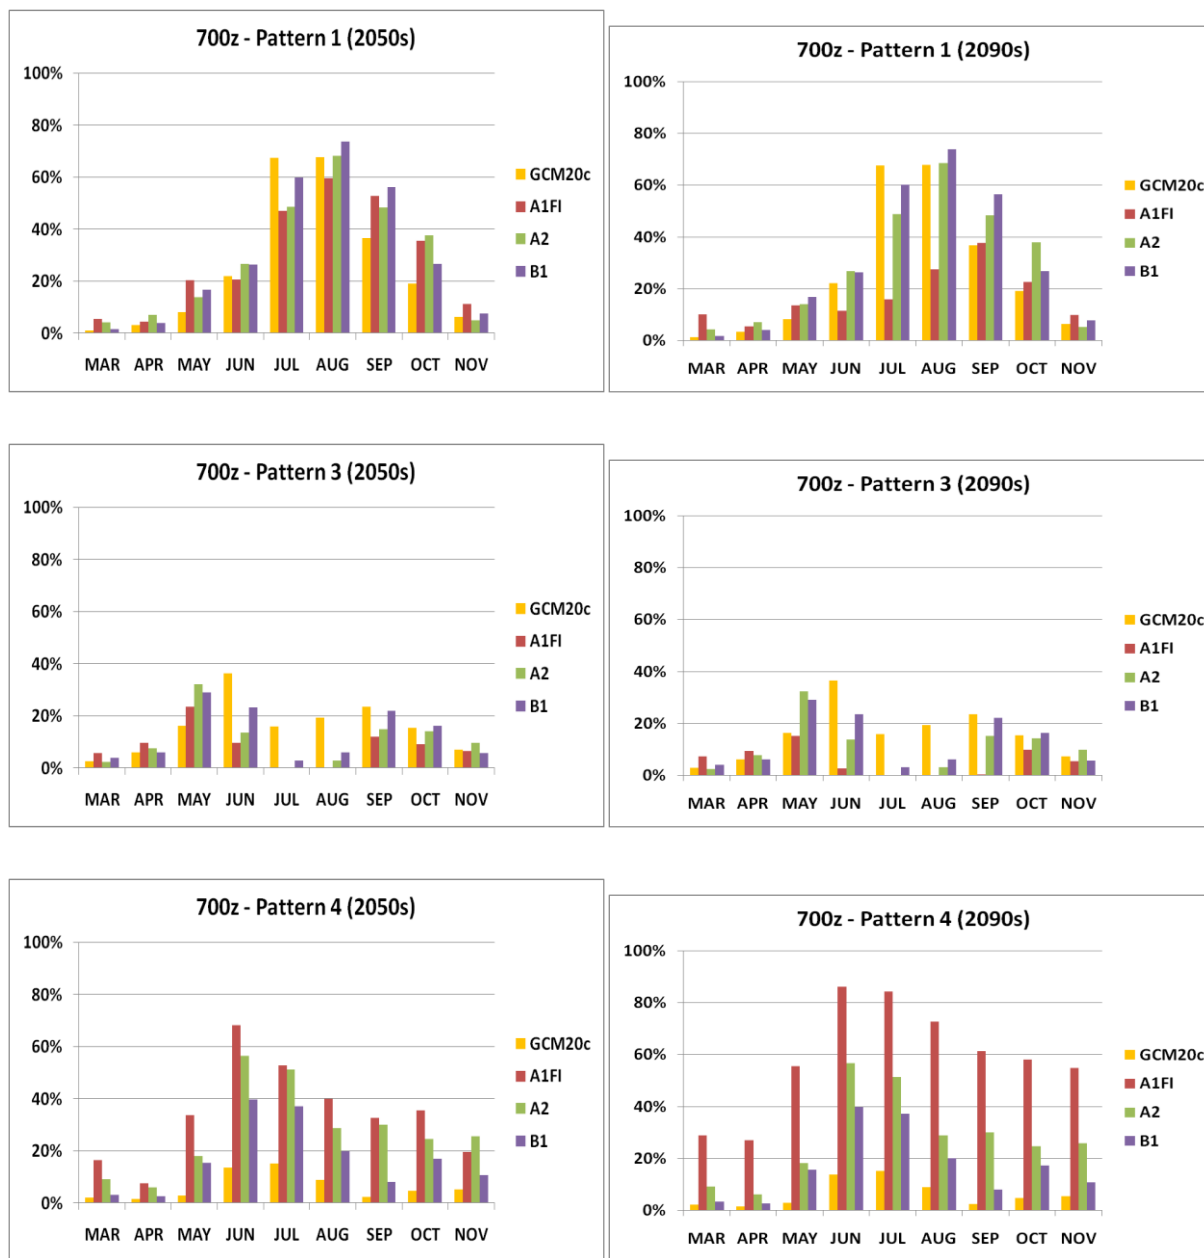 700z - Pattern 1 (2050s)
100%
80%
60%
40%
20%
0%
MAR APR MAY JUN JUL AUG SEP OCT NOV
GCM20c
A1FI
A2
B1
700z - Pattern 1 (2090s)
100%
80%
60%
40%
20%
0%
MAR APR MAY JUN JUL AUG SEP OCT NOV
GCM20c
A1FI
A2
B1
700z - Pattern 3 (2050s)
100%
80%
60%
40%
20%
0%
MAR APR MAY JUN JUL AUG SEP OCT NOV
GCM20c
A1FI
A2
B1
700z - Pattern 3 (2090s)
100%
80%
60%
40%
20%
0%
MAR APR MAY JUN JUL AUG SEP OCT NOV
GCM20c
A1FI
A2
B1
700z - Pattern 4 (2050s)
100%
80%
60%
40%
20%
0%
MAR APR MAY JUN JUL AUG SEP OCT NOV
GCM20c
A1FI
A2
B1
700z - Pattern 4 (2090s)
100%
80%
60%
40%
20%
0%
MAR APR MAY JUN JUL AUG SEP OCT NOV
GCM20c
A1FI
A2
B1